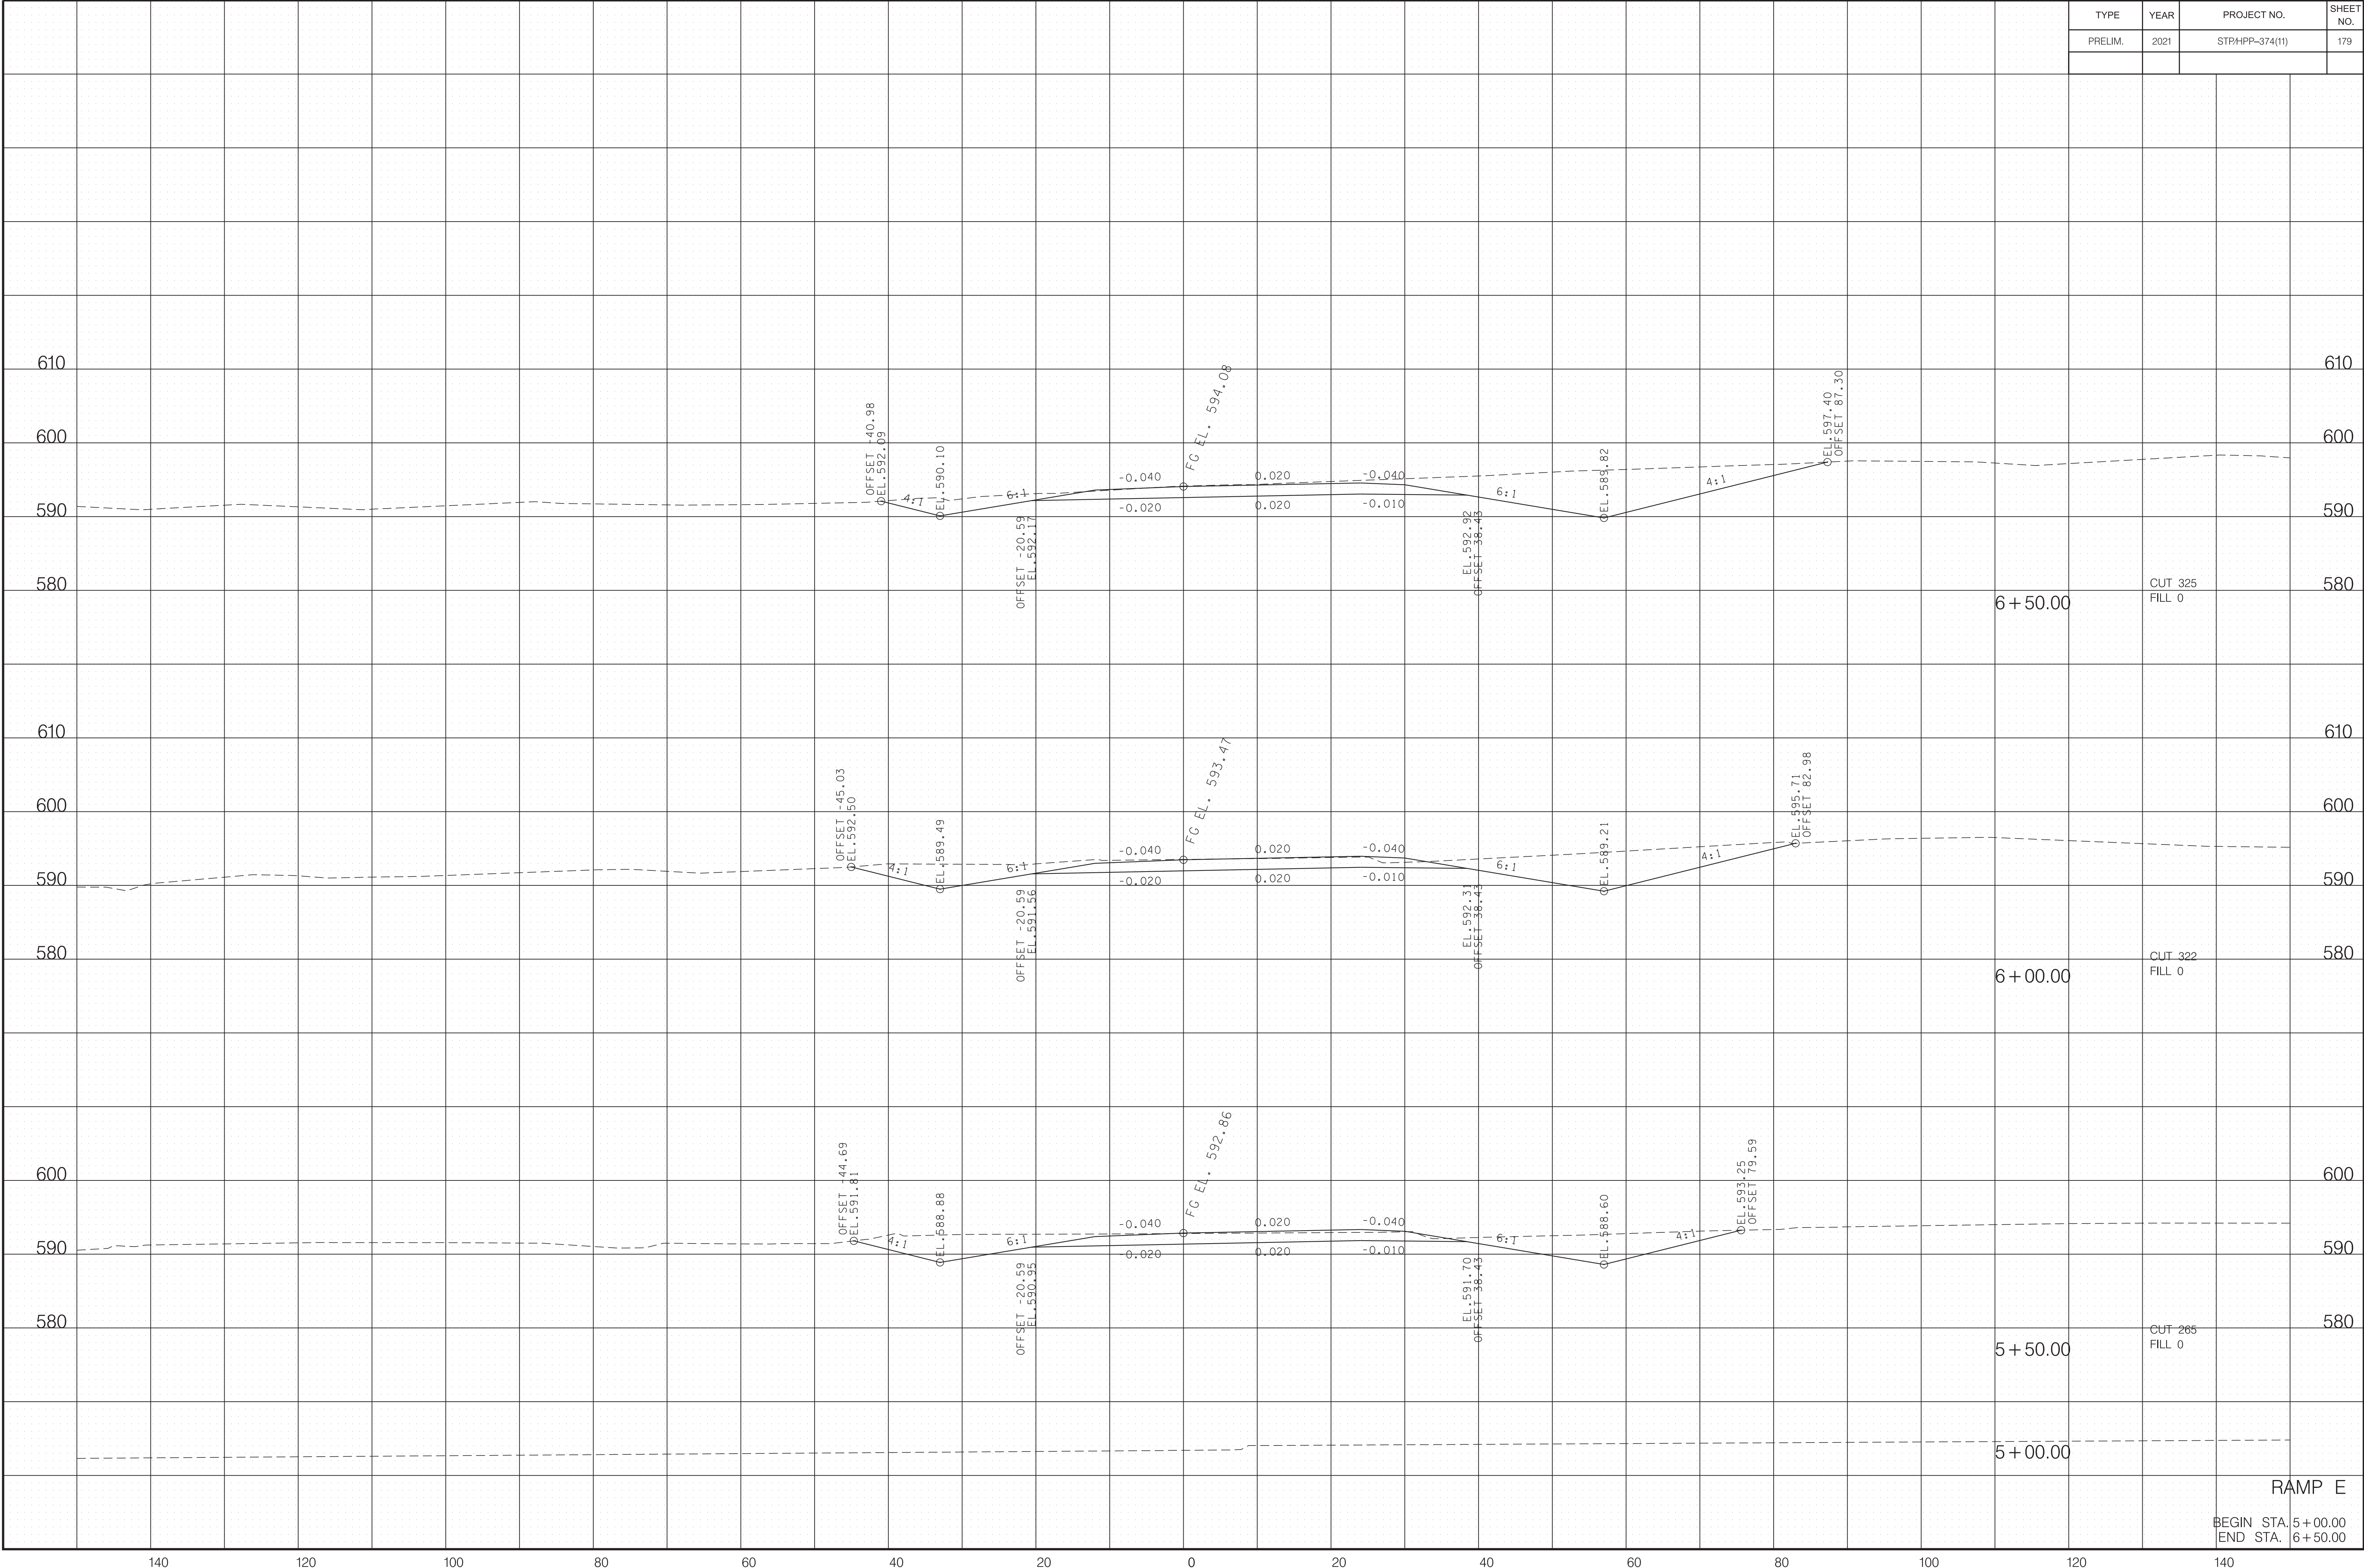 TYPE YEAR PROJECT NO. SHEET NO.
PRELIM. 2021 STP/HPP-374(11) 179
610 610
600 600
590 590
580 580
OFFSET -40.98
EL.592.09
4:1
EL.590.10
6:1
OFFSET -20.59
EL.592.17
-0.040
-0.020
FG EL. 594.08
0.020
0.020
-0.040
-0.010
EL.592.92
OFFSET 38.43
6:1
EL.589.82
4:1
EL.597.40
OFFSET 87.30
6+50.00
CUT 325
FILL 0
610 610
600 600
590 590
580 580
OFFSET -45.03
EL.592.50
4:1
EL.589.49
6:1
OFFSET -20.59
EL.591.56
-0.040
-0.020
FG EL. 593.47
0.020
0.020
-0.040
-0.010
EL.592.31
OFFSET 38.43
6:1
EL.589.21
4:1
EL.595.71
OFFSET 82.98
6+00.00
CUT 322
FILL 0
600 600
590 590
580 580
OFFSET -44.69
EL.591.81
4:1
EL.588.88
6:1
OFFSET -20.59
EL.590.95
-0.040
-0.020
FG EL. 592.86
0.020
0.020
-0.040
-0.010
EL.591.70
OFFSET 38.43
6:1
EL.588.60
4:1
EL.593.25
OFFSET 79.59
5+50.00
CUT 265
FILL 0
5+00.00
RAMP E
BEGIN STA. 5+00.00
END STA. 6+50.00
140 120 100 80 60 40 20 0 20 40 60 80 100 120 140